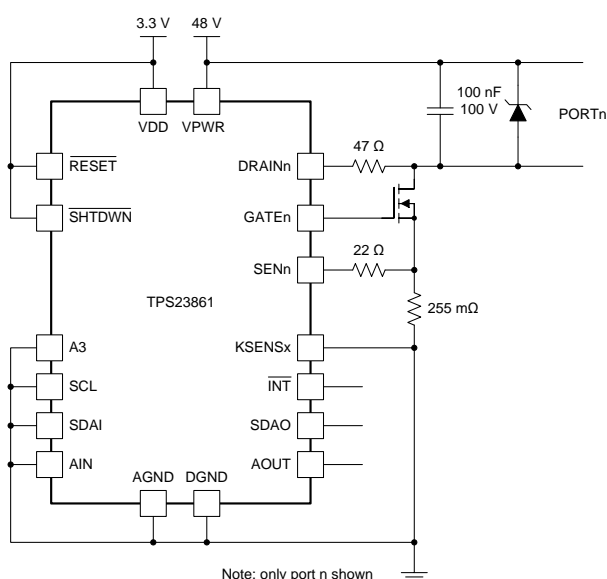 3.3 V
48 V
VDD
VPWR
100 nF
100 V
PORTn
RESET
DRAINn
47 Ω
SHTDWN
GATEn
SENn
22 Ω
TPS23861
255 mΩ
A3
KSENSx
SCL
INT
SDAI
SDAO
AIN
AOUT
AGND
DGND
Note: only port n shown